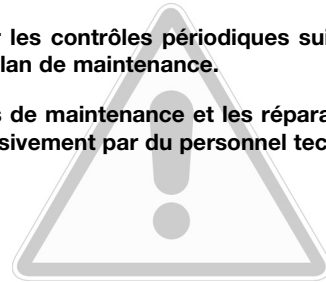 les contrôles périodiques sui
lan de maintenance.
s de maintenance et les répara
sivement par du personnel tec